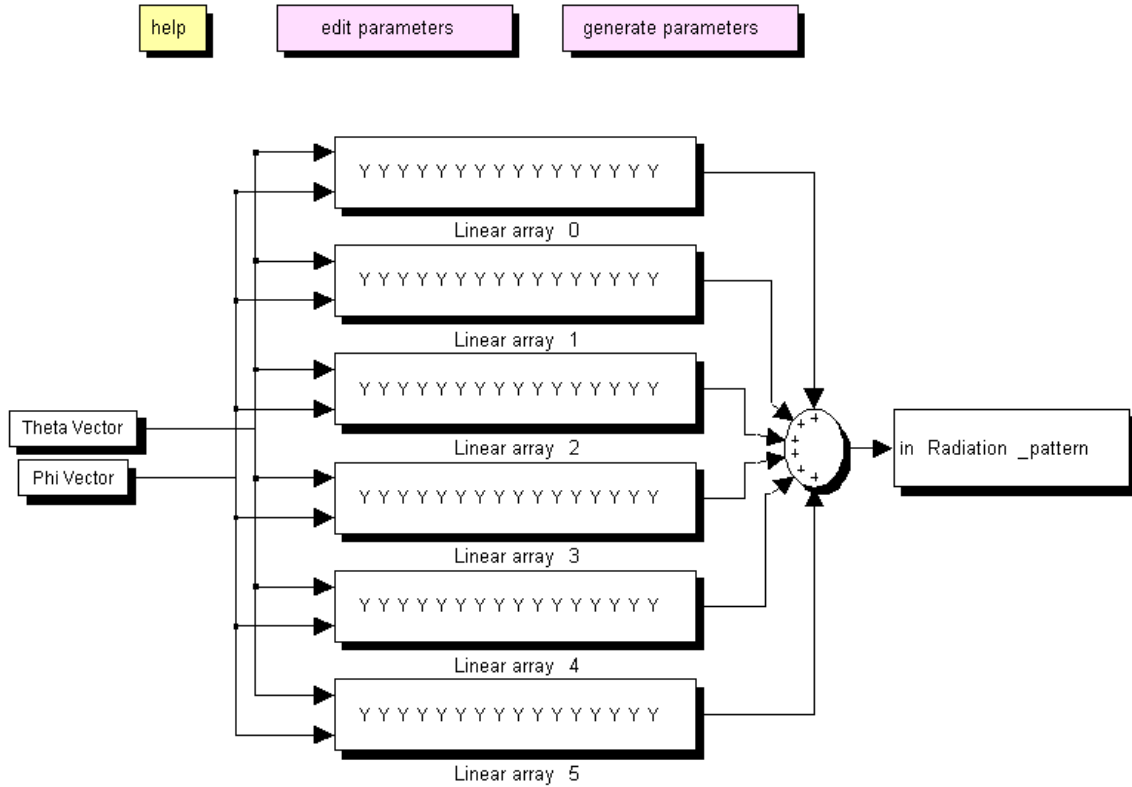 help
edit parameters
generate parameters
Y Y Y Y Y Y Y Y Y Y Y Y Y Y Y Y
Linear array 0
Y Y Y Y Y Y Y Y Y Y Y Y Y Y Y Y
Linear array 1
Y Y Y Y Y Y Y Y Y Y Y Y Y Y Y Y
Linear array 2
Theta Vector
Phi Vector
+
+
+
+
+
+
in Radiation _pattern
Y Y Y Y Y Y Y Y Y Y Y Y Y Y Y Y
Linear array 3
Y Y Y Y Y Y Y Y Y Y Y Y Y Y Y Y
Linear array 4
Y Y Y Y Y Y Y Y Y Y Y Y Y Y Y Y
Linear array 5